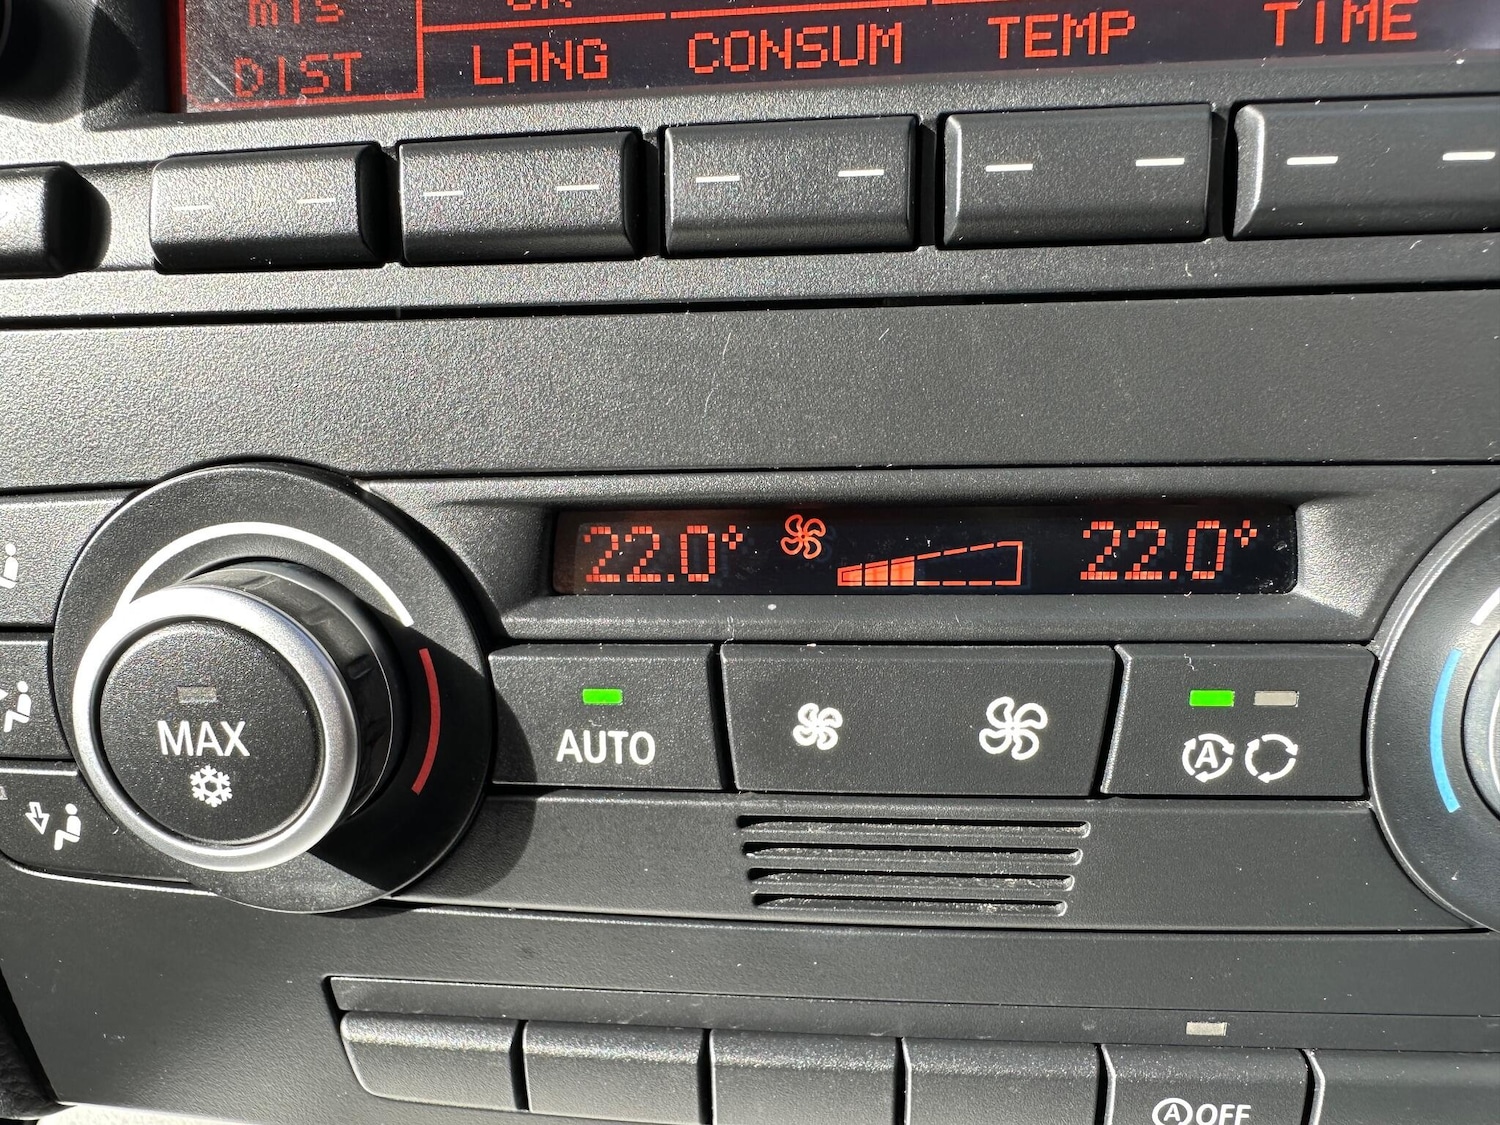 DIST LANG CONSUM TEMP TIME
22.0° 22.0°
MAX AUTO A
A OFF